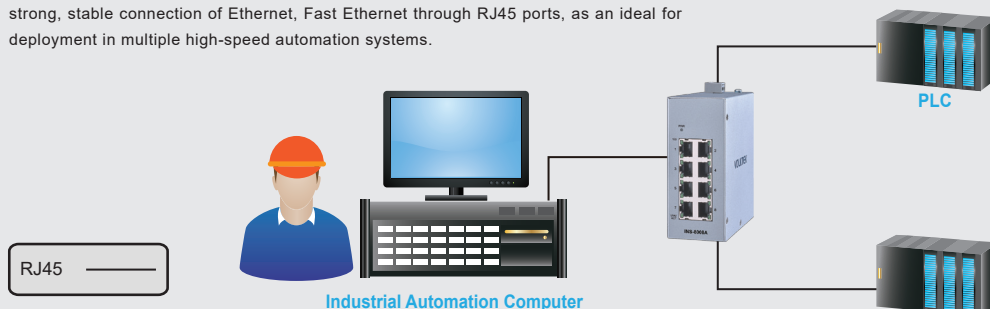 strong, stable connection of Ethernet, Fast Ethernet through RJ45 ports, as an ideal for
deployment in multiple high-speed automation systems.
PLC
RJ45
Industrial Automation Computer